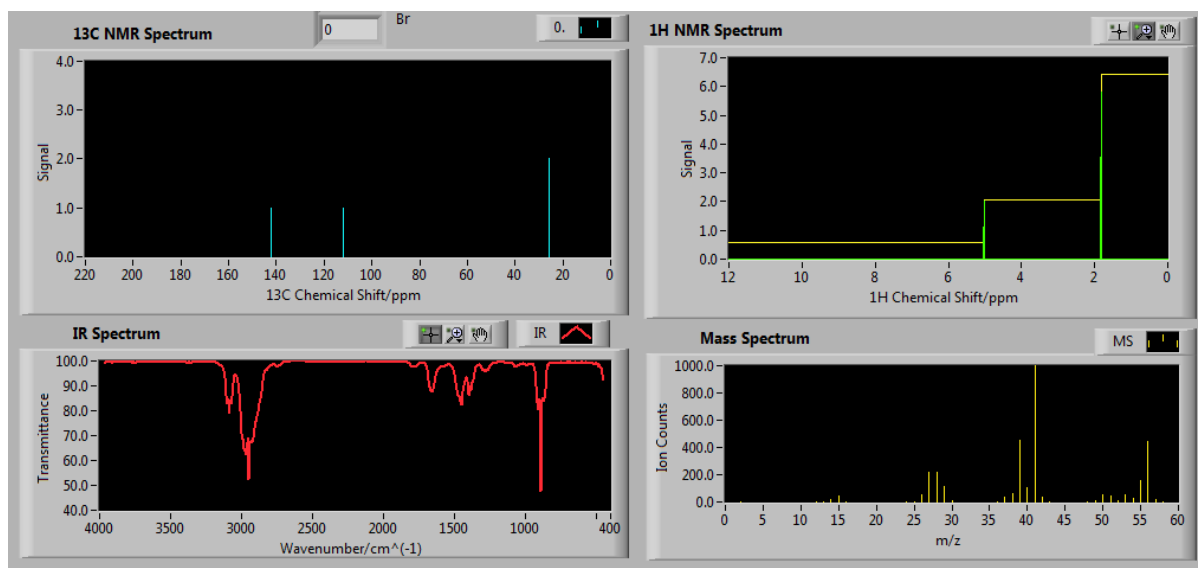 13C NMR Spectrum
0
Br
0.
4.0
3.0
2.0
1.0
0.0
Signal
220 200 180 160 140 120 100 80 60 40 20 0
13C Chemical Shift/ppm
1H NMR Spectrum
7.0
6.0
5.0
4.0
3.0
2.0
1.0
0.0
Signal
12 10 8 6 4 2 0
1H Chemical Shift/ppm
IR Spectrum
IR
100.0
90.0
80.0
70.0
60.0
50.0
40.0
Transmittance
4000 3500 3000 2500 2000 1500 1000 400
Wavenumber/cm^(-1)
Mass Spectrum
MS
1000.0
800.0
600.0
400.0
200.0
0.0
Ion Counts
0 5 10 15 20 25 30 35 40 45 50 55 60
m/z